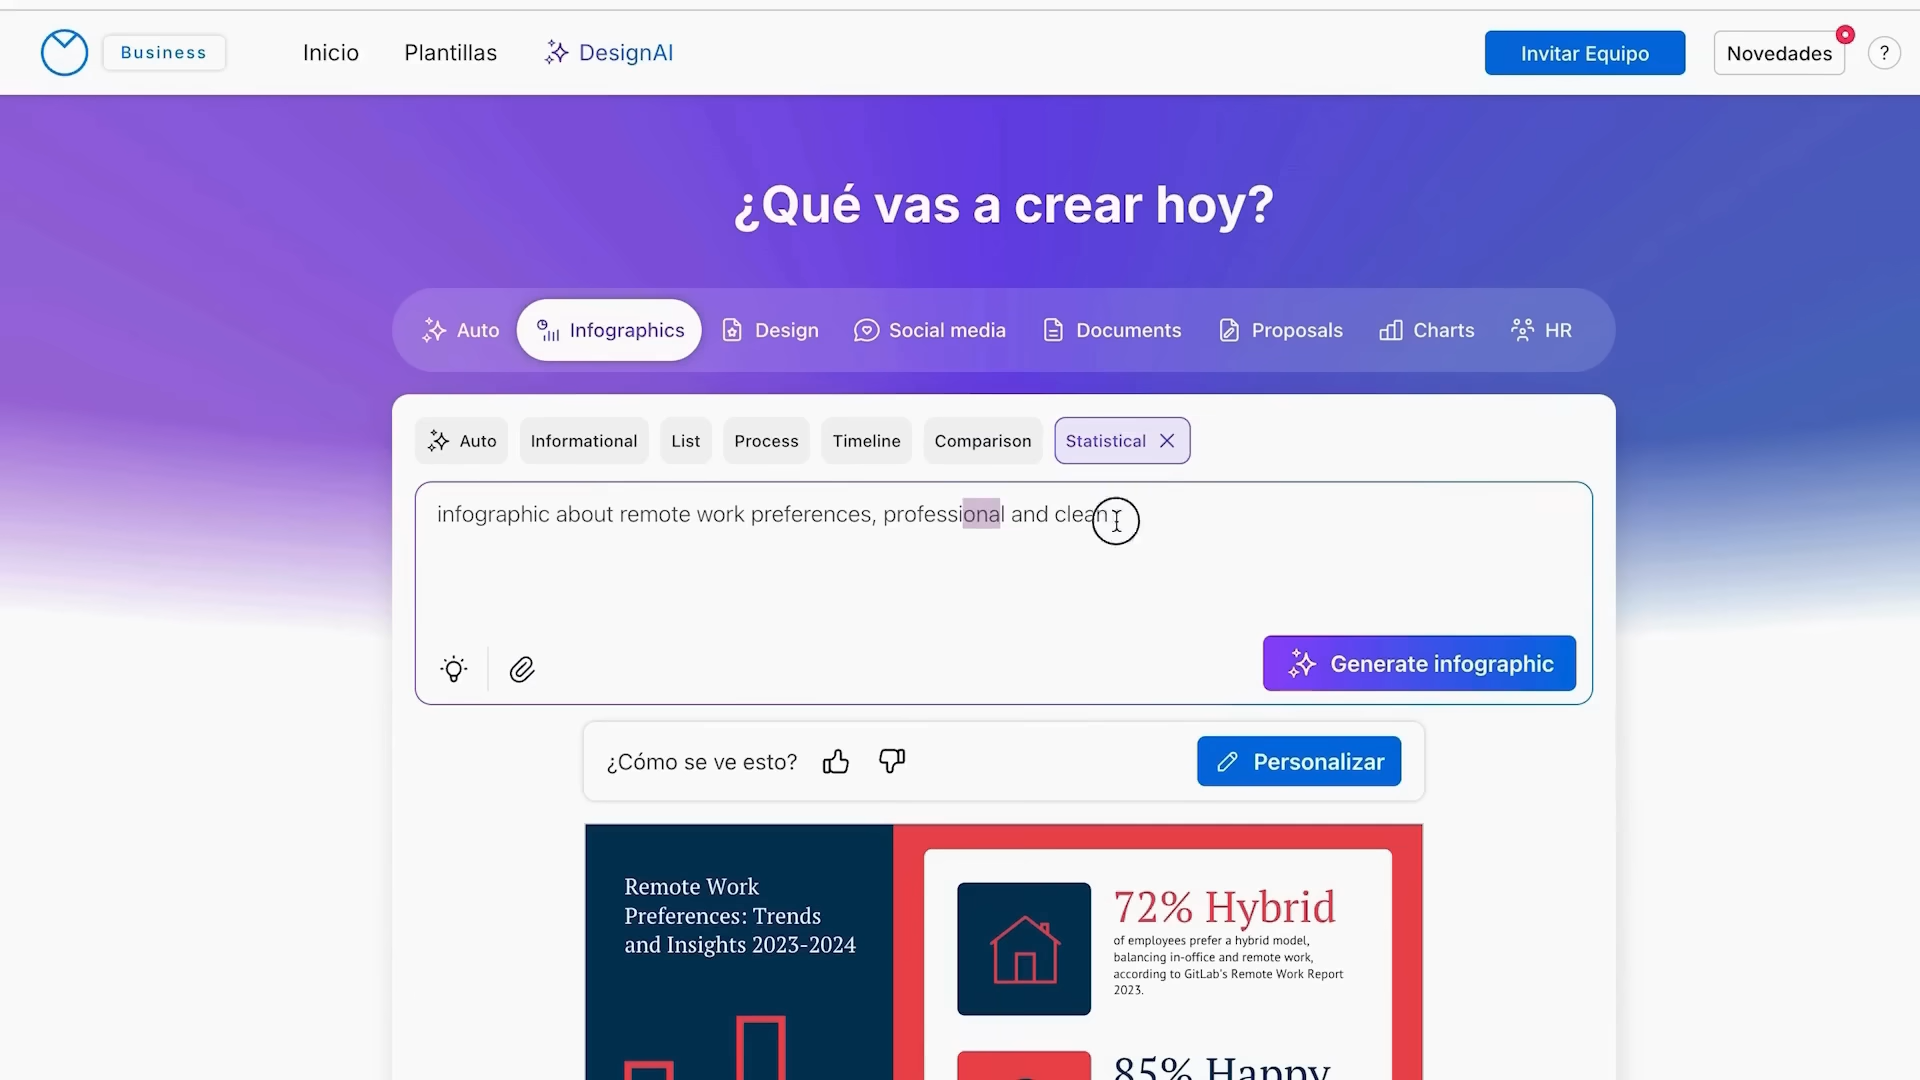 Business
Inicio
Plantillas
DesignAI
Invitar Equipo
Novedades
?
¿Qué vas a crear hoy?
Auto
Infographics
Design
Social media
Documents
Proposals
Charts
HR
Auto
Informational
List
Process
Timeline
Comparison
Statistical
infographic about remote work preferences, professional and clean
Generate infographic
¿Cómo se ve esto?
Personalizar
Remote Work
Preferences: Trends
and Insights 2023-2024
72% Hybrid
of employees prefer a hybrid model,
balancing in-office and remote work,
according to GitLab's Remote Work Report
2023.
85% Happy